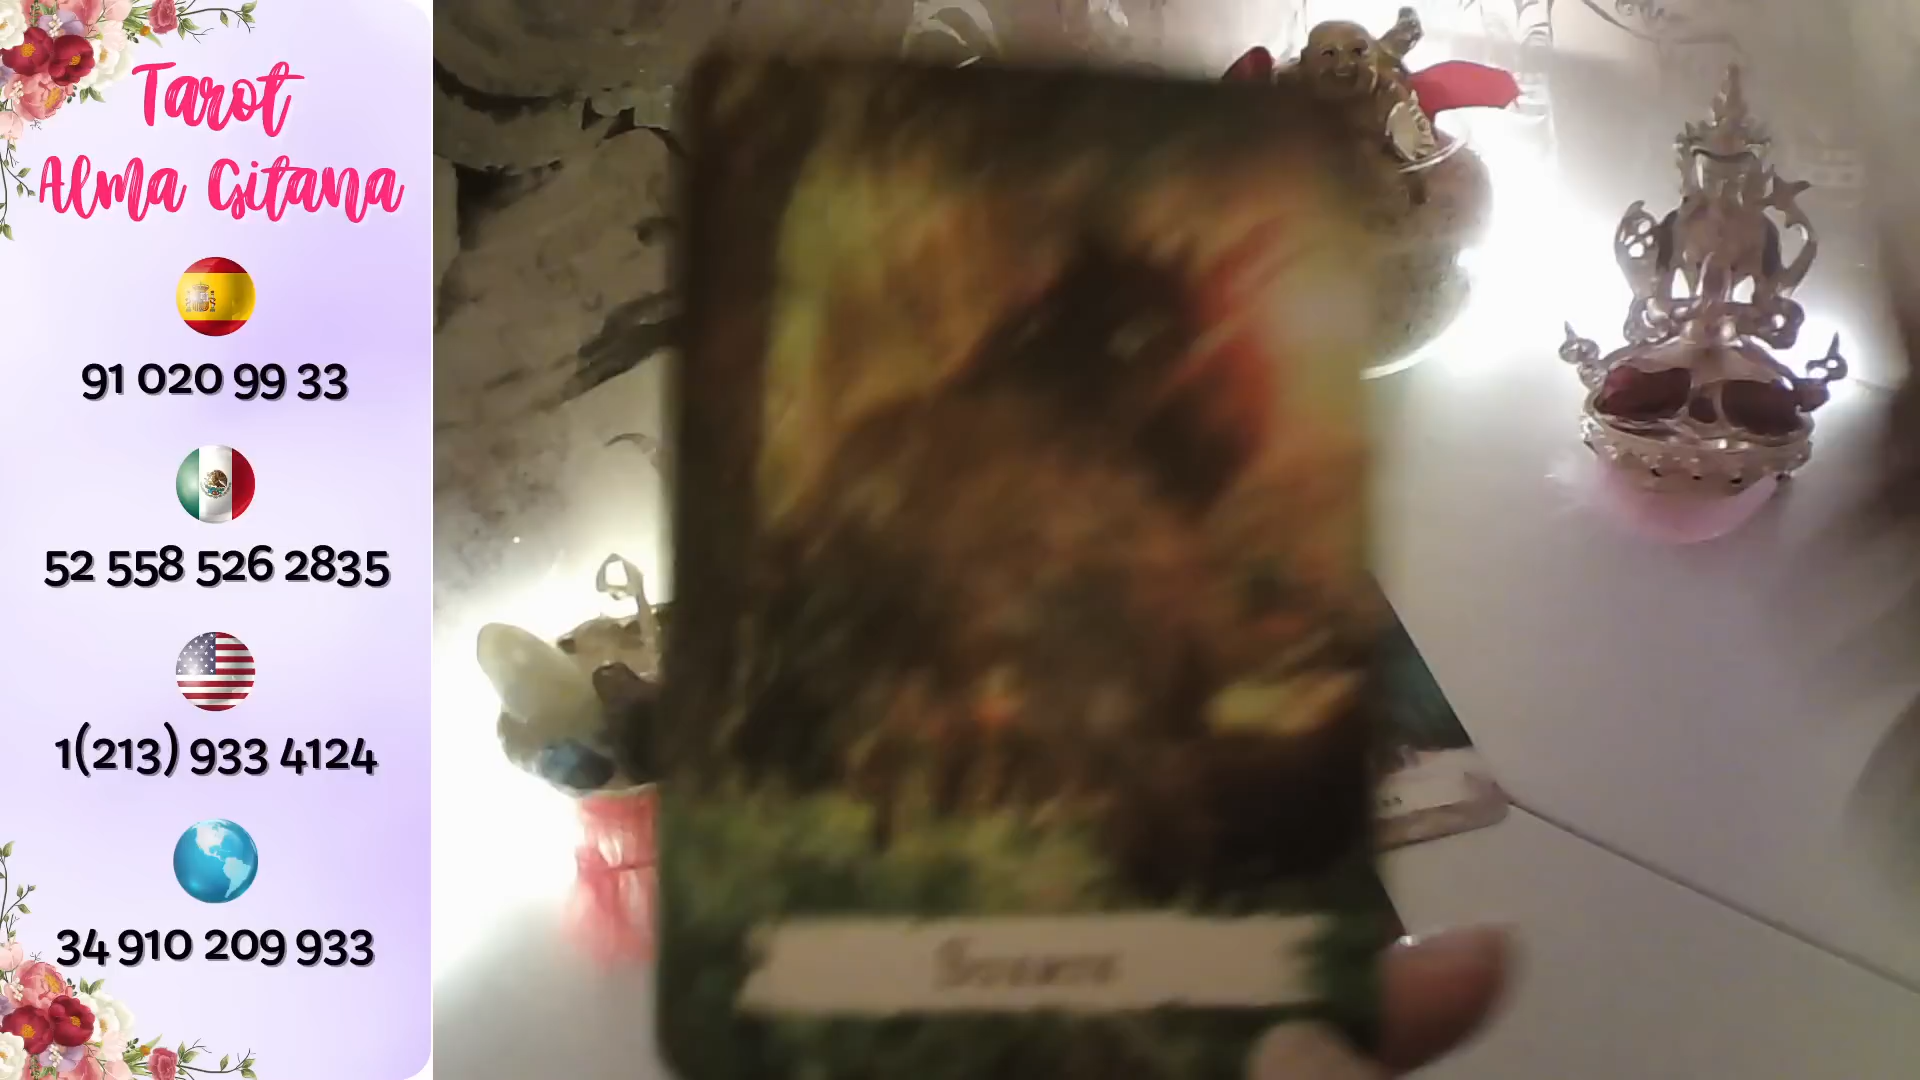 Tarot
Alma Gitana
91 020 99 33
52 558 526 2835
1(213) 933 4124
34 910 209 933